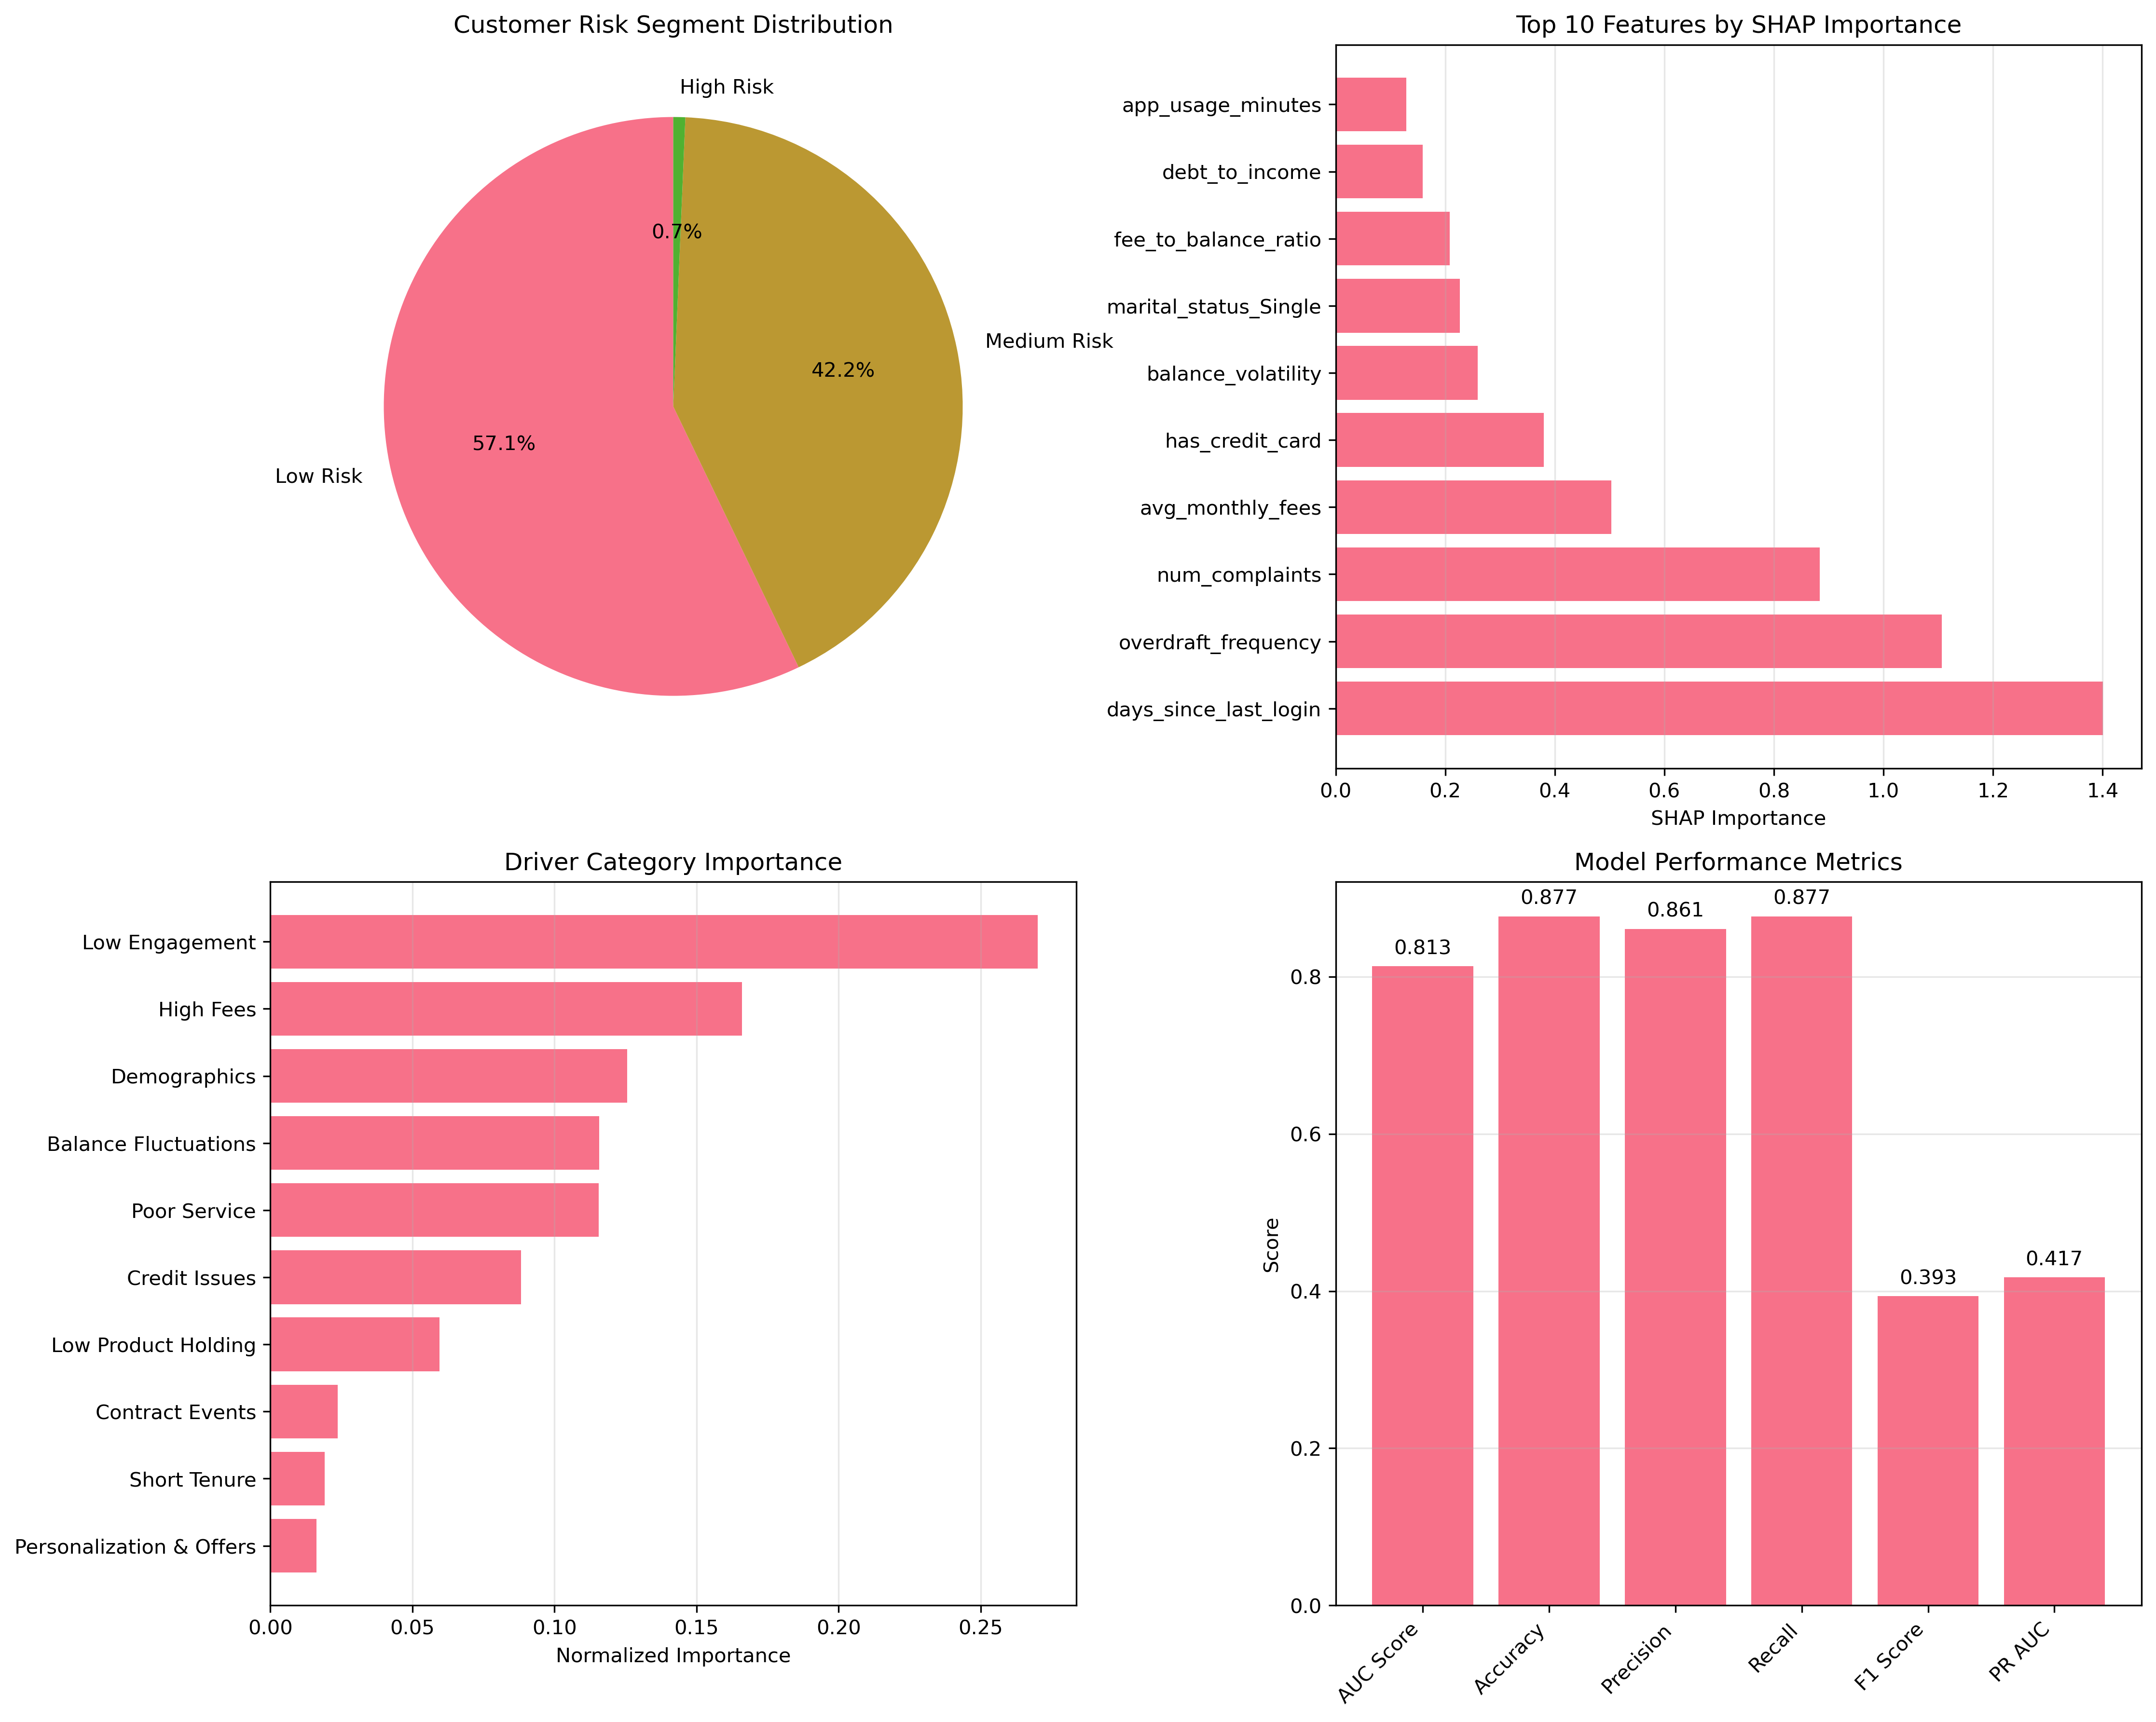 Customer Risk Segment Distribution
High Risk
0.7%
Medium Risk
42.2%
57.1%
Low Risk
Top 10 Features by SHAP Importance
app_usage_minutes
debt_to_income
fee_to_balance_ratio
marital_status_Single
balance_volatility
has_credit_card
avg_monthly_fees
num_complaints
overdraft_frequency
days_since_last_login
0.0 0.2 0.4 0.6 0.8 1.0 1.2 1.4
SHAP Importance
Driver Category Importance
Low Engagement
High Fees
Demographics
Balance Fluctuations
Poor Service
Credit Issues
Low Product Holding
Contract Events
Short Tenure
Personalization & Offers
0.00 0.05 0.10 0.15 0.20 0.25
Normalized Importance
Model Performance Metrics
0.813 0.877 0.861 0.877 0.393 0.417
0.8
0.6
0.4
0.2
0.0
Score
AUC Score Accuracy Precision Recall F1 Score PR AUC